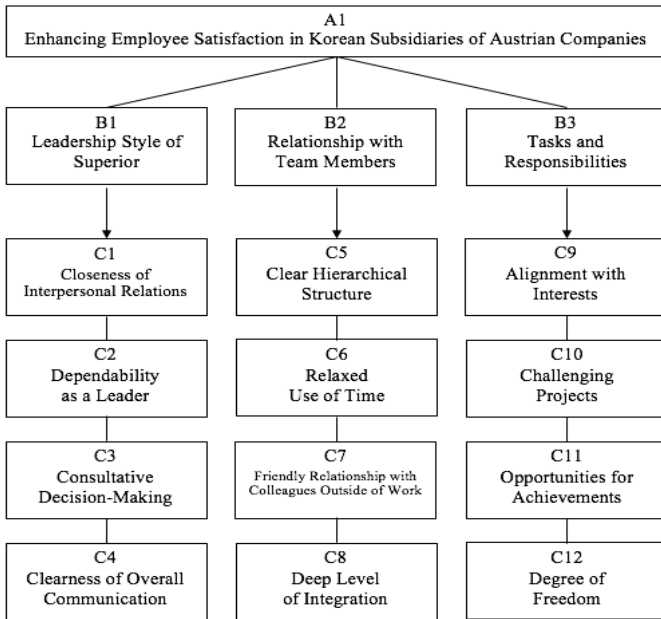 A1
Enhancing Employee Satisfaction in Korean Subsidiaries of Austrian Companies
B1
Leadership Style of
Superior
B2
Relationship with
Team Members
B3
Tasks and
Responsibilities
C1
Closeness of
Interpersonal Relations
C5
Clear Hierarchical
Structure
C9
Alignment with
Interests
C2
Dependability
as a Leader
C6
Relaxed
Use of Time
C10
Challenging
Projects
C3
Consultative
Decision-Making
C7
Friendly Relationship with
Colleagues Outside of Work
C11
Opportunities for
Achievements
C4
Clearness of Overall
Communication
C8
Deep Level
of Integration
C12
Degree of
Freedom